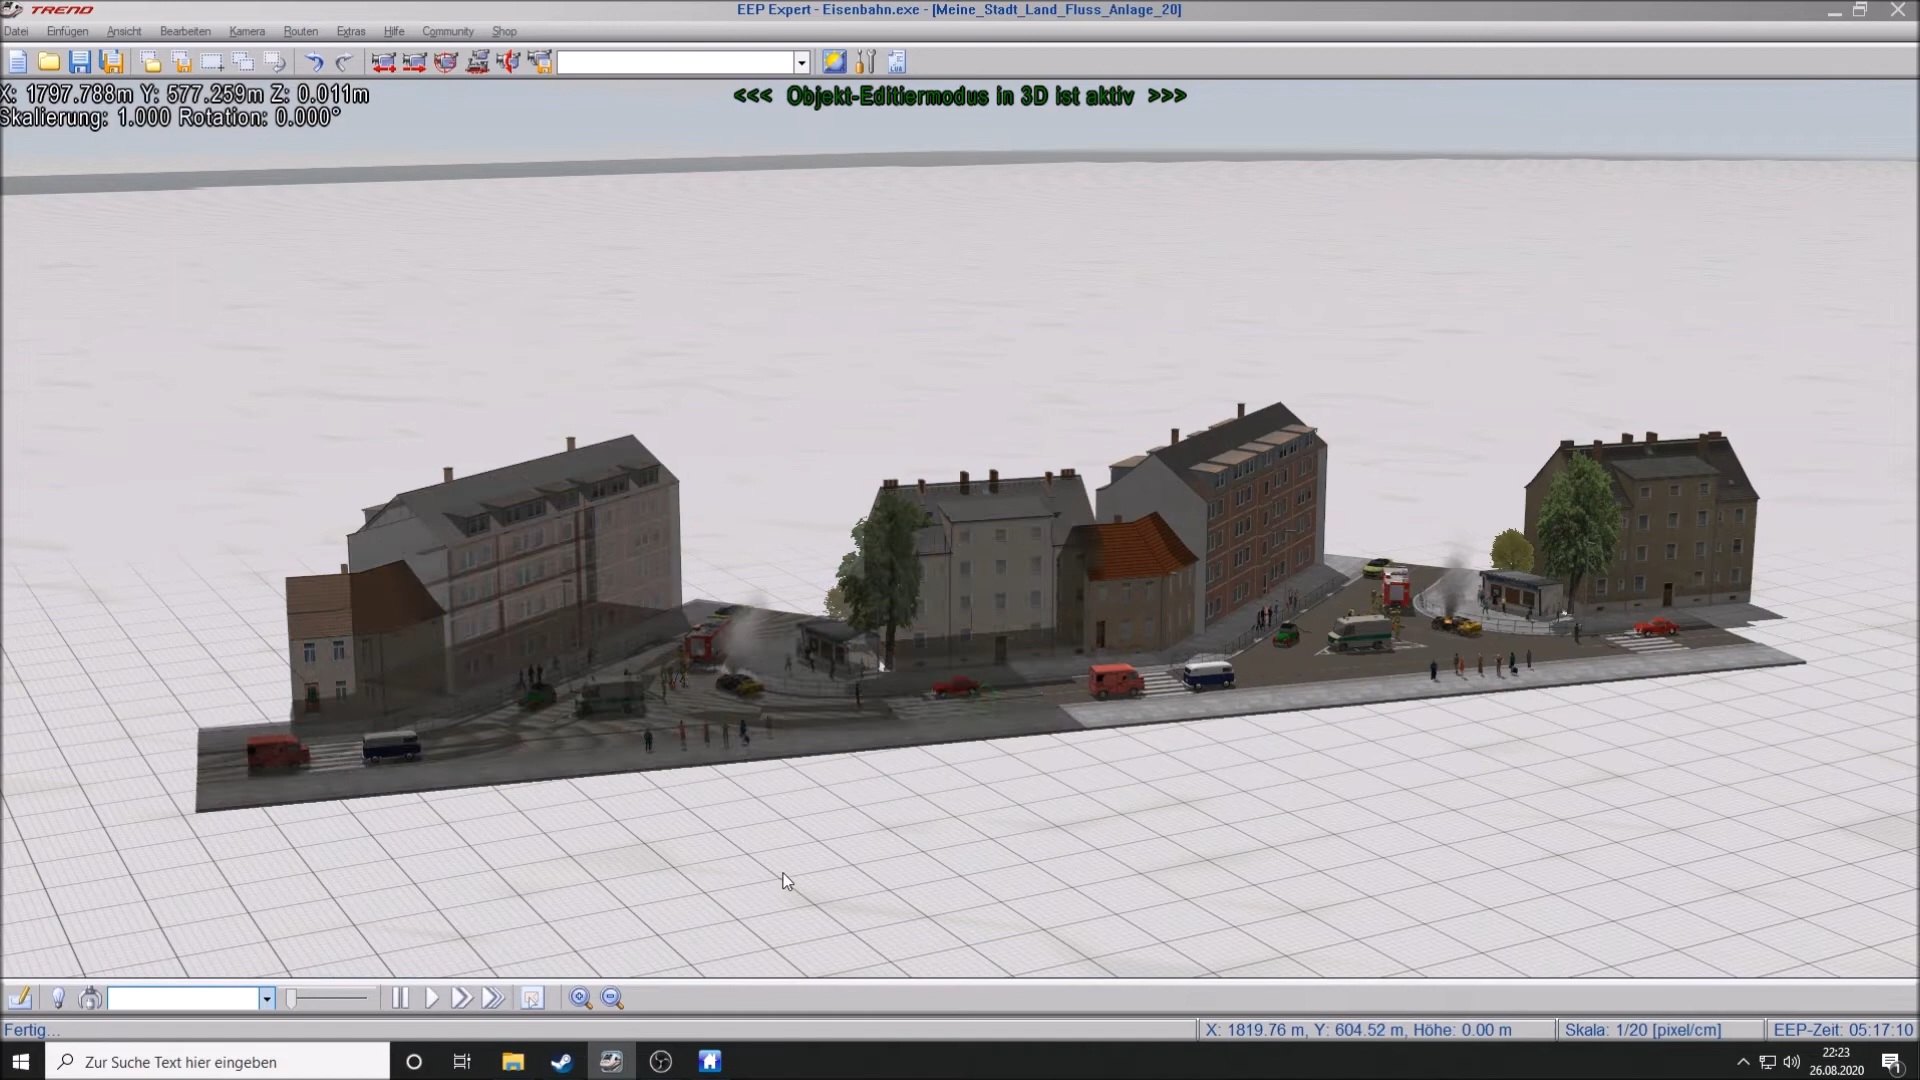 TREND
EEP Expert - Eisenbahn.exe - [Meine_Stadt_Land_Fluss_Anlage_20]
Datei Einfügen Ansicht Bearbeiten Kamera Routen Extras Hilfe Community Shop
LUA
X: 1797.788m Y: 577.259m Z: 0.011m
<<< Objekt-Editiermodus in 3D ist aktiv >>>
Skalierung: 1.000 Rotation: 0.000°
Fertig...
X: 1819.76 m, Y: 604.52 m, Höhe: 0.00 m
Skala: 1/20 [pixel/cm]
EEP-Zeit: 05:17:10
Zur Suche Text hier eingeben
22:23
26.08.2020
1